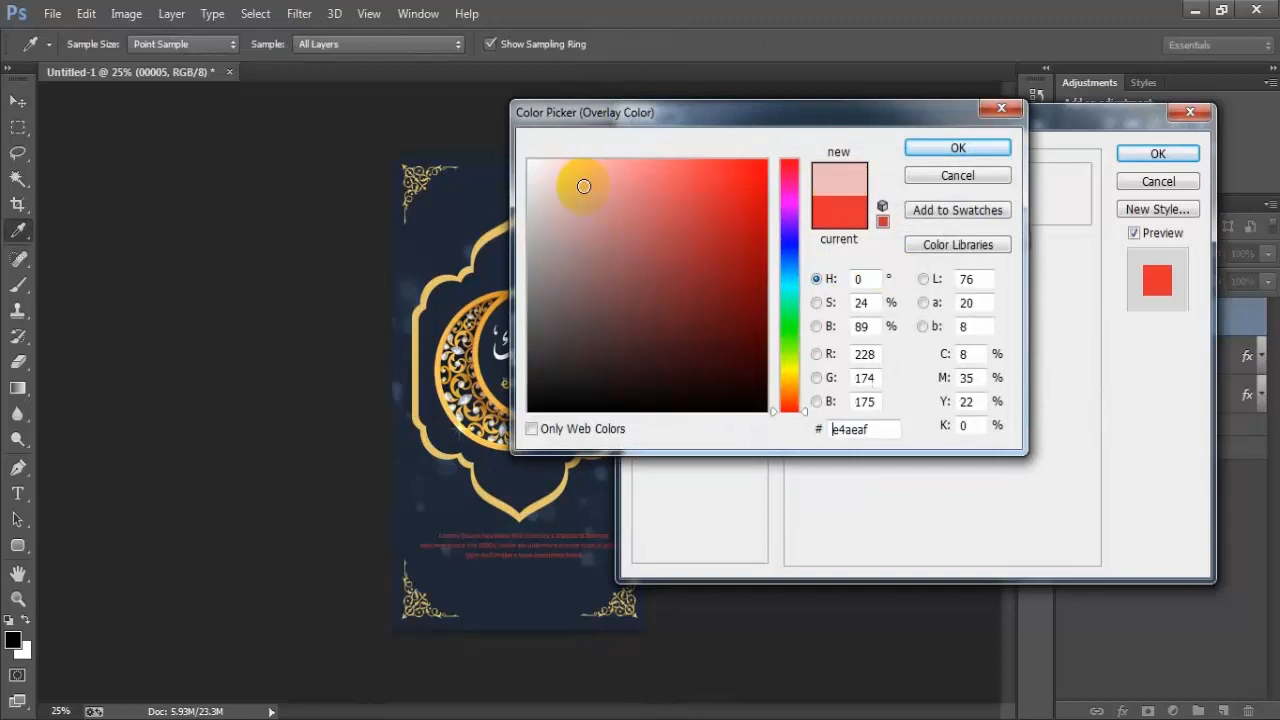 Ps File Edit Image Layer Type Select Filter 3D View Window Help
Sample Size: Point Sample Sample: All Layers Show Sampling Ring Essentials
Untitled-1 @ 25% (00005, RGB/8) * ×
Adjustments Styles
Color Picker (Overlay Color)
new
current
OK
Cancel
Add to Swatches
Color Libraries
H: 0 °
S: 24 %
B: 89 %
R: 228
G: 174
B: 175
# e4aeaf
L: 76
a: 20
b: 8
C: 8 %
M: 35 %
Y: 22 %
K: 0 %
Only Web Colors
OK
Cancel
New Style...
Preview
fx
fx
25% Doc: 5.93M/23.3M